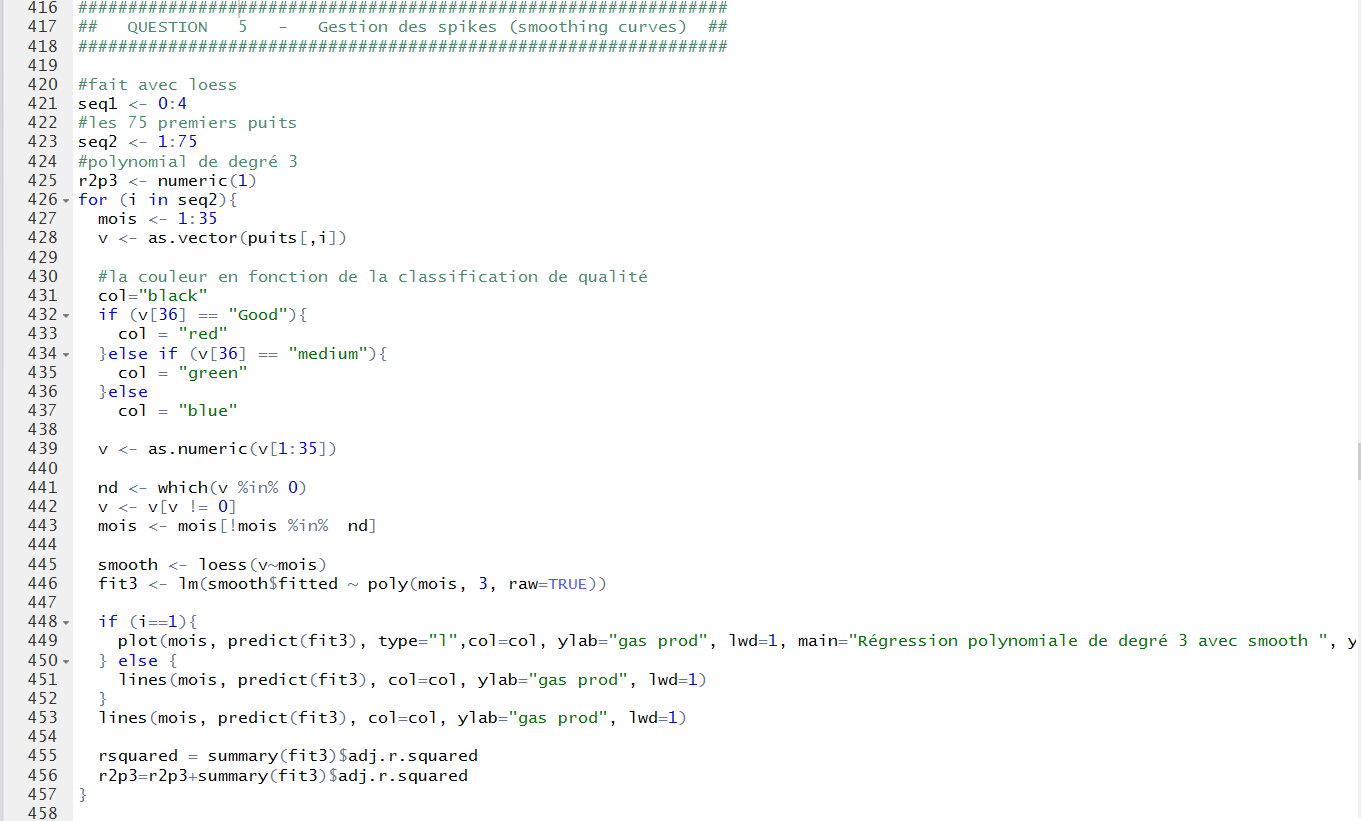 416 #################################################################
417 ##   QUESTION   5   -   Gestion des spikes (smoothing curves)  ##
418 #################################################################
419
420 #fait avec loess
421 seq1 <- 0:4
422 #les 75 premiers puits
423 seq2 <- 1:75
424 #polynomial de degré 3
425 r2p3 <- numeric(1)
426 for (i in seq2){
427   mois <- 1:35
428   v <- as.vector(puits[,i])
429
430   #la couleur en fonction de la classification de qualité
431   col="black"
432   if (v[36] == "Good"){
433     col = "red"
434   }else if (v[36] == "medium"){
435     col = "green"
436   }else
437     col = "blue"
438
439   v <- as.numeric(v[1:35])
440
441   nd <- which(v %in% 0)
442   v <- v[v != 0]
443   mois <- mois[!mois %in%  nd]
444
445   smooth <- loess(v~mois)
446   fit3 <- lm(smooth$fitted ~ poly(mois, 3, raw=TRUE))
447
448   if (i==1){
449     plot(mois, predict(fit3), type="l",col=col, ylab="gas prod", lwd=1, main="Régression polynomiale de degré 3 avec smooth ", y
450   } else {
451     lines(mois, predict(fit3), col=col, ylab="gas prod", lwd=1)
452   }
453   lines(mois, predict(fit3), col=col, ylab="gas prod", lwd=1)
454
455   rsquared = summary(fit3)$adj.r.squared
456   r2p3=r2p3+summary(fit3)$adj.r.squared
457 }
458